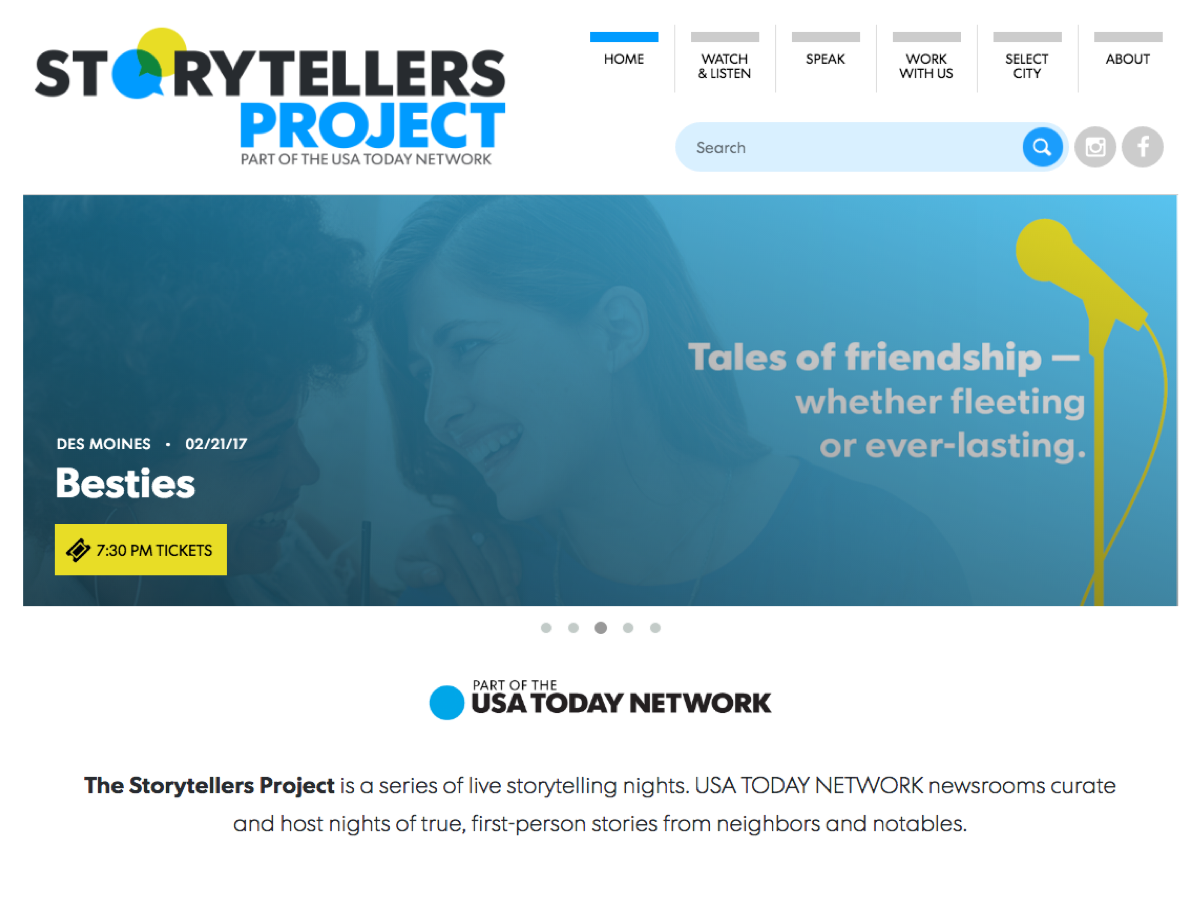 STORYTELLERS
PROJECT
PART OF THE USA TODAY NETWORK
HOME
WATCH
& LISTEN
SPEAK
WORK
WITH US
SELECT
CITY
ABOUT
Search
Tales of friendship —
whether fleeting
or ever-lasting.
DES MOINES • 02/21/17
Besties
7:30 PM TICKETS
PART OF THE
USA TODAY NETWORK
The Storytellers Project is a series of live storytelling nights. USA TODAY NETWORK newsrooms curate
and host nights of true, first-person stories from neighbors and notables.